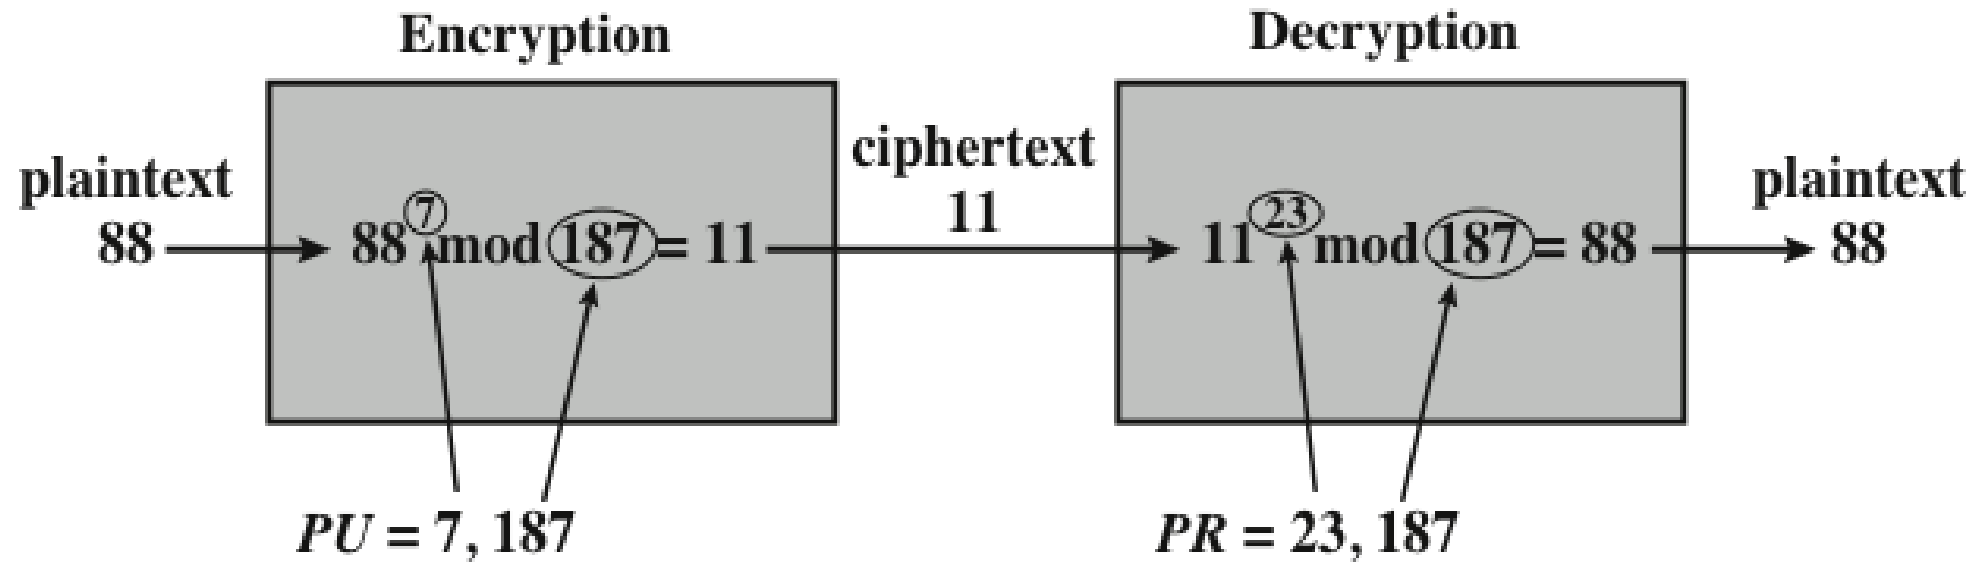 Encryption
Decryption
plaintext
88
88^7 mod 187 = 11
ciphertext
11
11^23 mod 187 = 88
plaintext
88
PU = 7, 187
PR = 23, 187